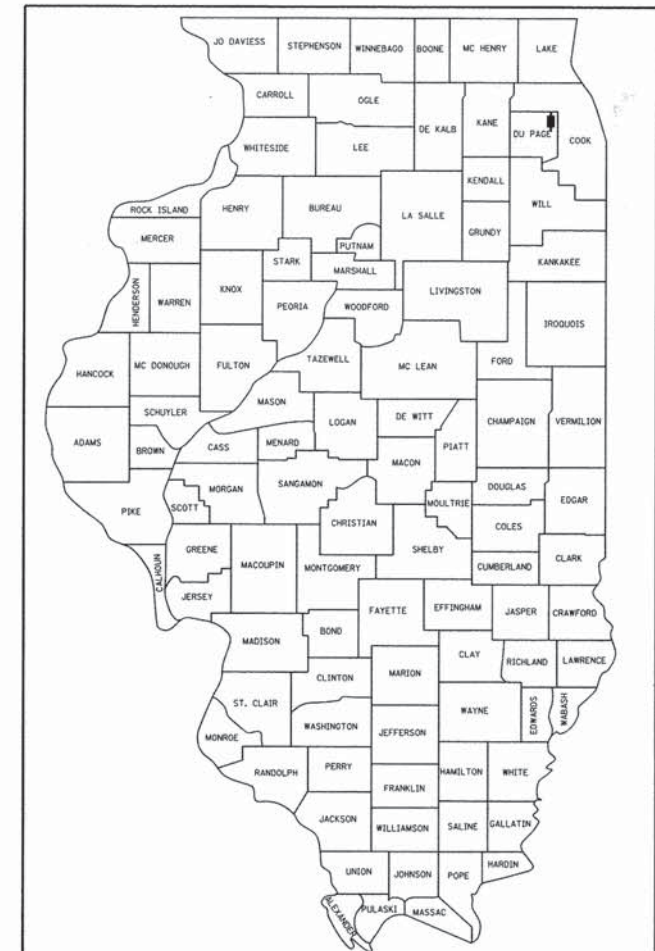 JO DAVIESS
STEPHENSON
WINNEBAGO
BOONE
MC HENRY
LAKE
CARROLL
OGLE
DE KALB
KANE
DU PAGE
COOK
WHITESIDE
LEE
KENDALL
WILL
ROCK ISLAND
HENRY
BUREAU
LA SALLE
GRUNDY
MERCER
PUTNAM
KANKAKEE
STARK
MARSHALL
HENDERSON
WARREN
KNOX
PEORIA
WOODFORD
LIVINGSTON
IROQUOIS
HANCOCK
MC DONOUGH
FULTON
TAZEWELL
MC LEAN
FORD
MASON
SCHUYLER
LOGAN
DE WITT
CHAMPAIGN
VERMILION
ADAMS
BROWN
CASS
MENARD
MACON
PIATT
MORGAN
SANGAMON
DOUGLAS
EDGAR
PIKE
SCOTT
MOULTRIE
CHRISTIAN
COLES
GREENE
MACOUPIN
MONTGOMERY
SHELBY
CUMBERLAND
CLARK
CALHOUN
JERSEY
FAYETTE
EFFINGHAM
JASPER
CRAWFORD
MADISON
BOND
CLAY
RICHLAND
LAWRENCE
CLINTON
MARION
ST. CLAIR
WAYNE
EDWARDS
WABASH
WASHINGTON
JEFFERSON
MONROE
RANDOLPH
PERRY
HAMILTON
WHITE
FRANKLIN
JACKSON
WILLIAMSON
SALINE
GALLATIN
UNION
JOHNSON
POPE
HARDIN
ALEXANDER
PULASKI
MASSAC